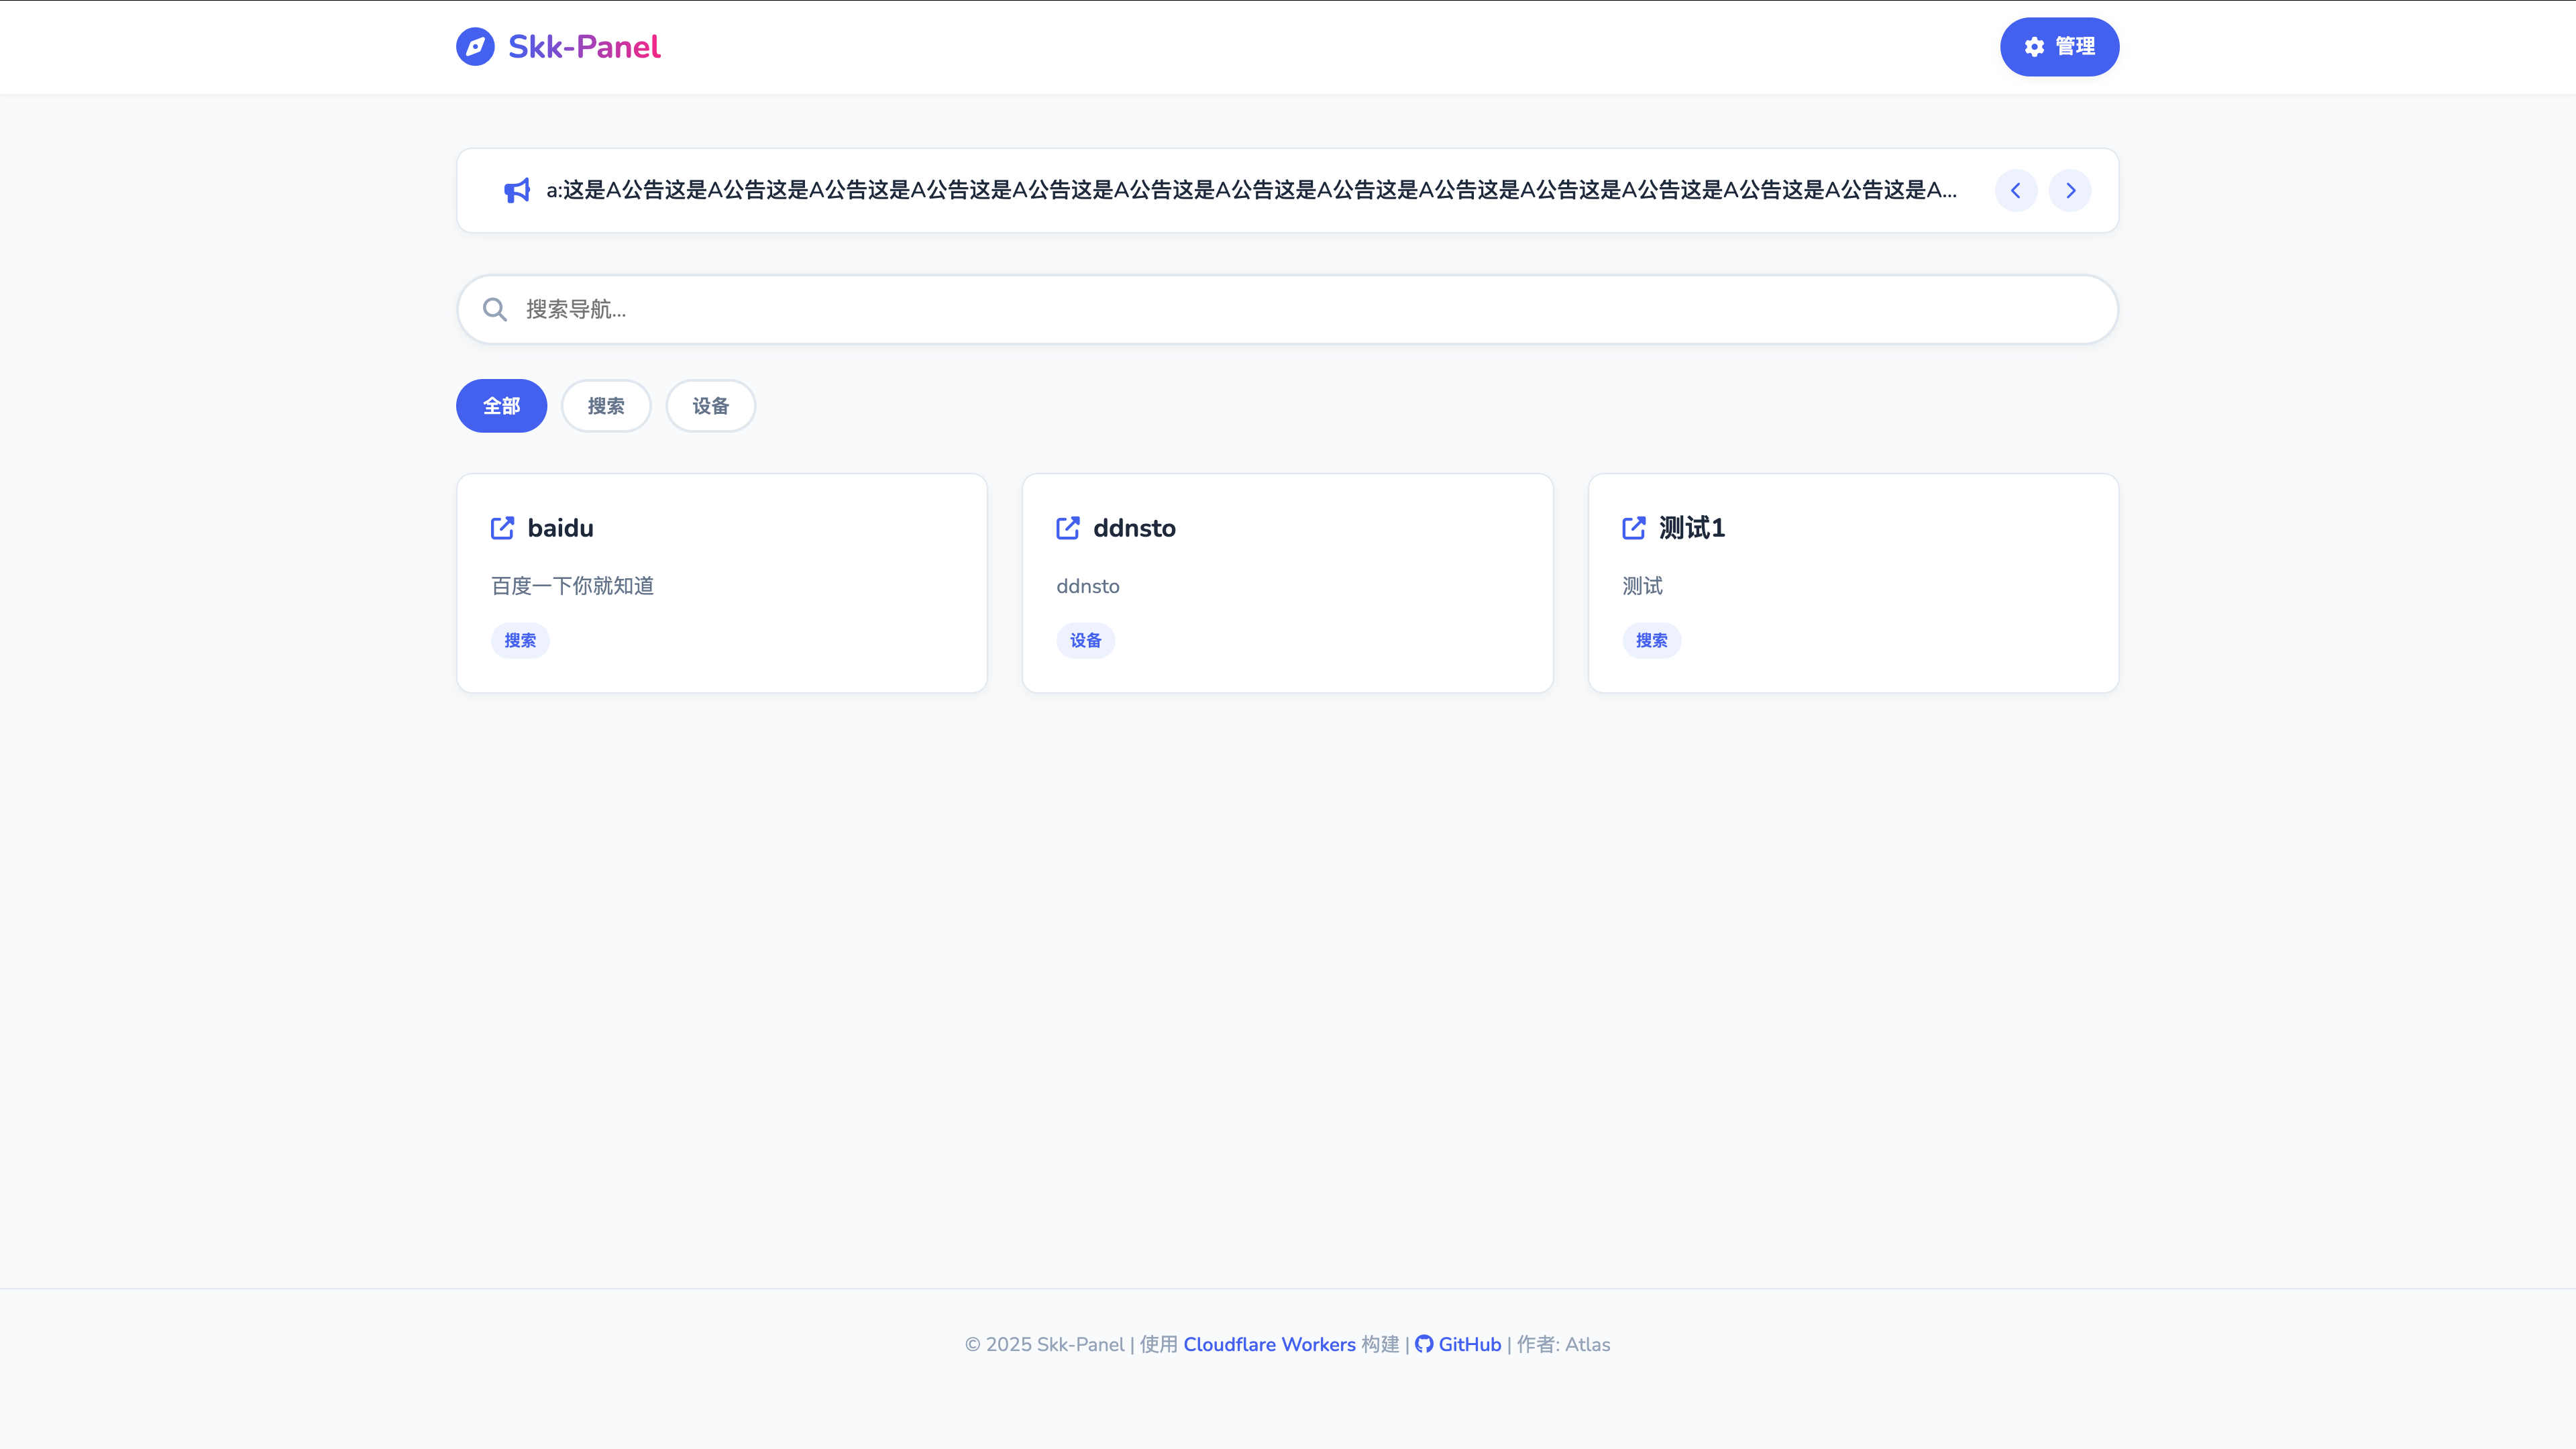 Skk-Panel
管理
a:这是A公告这是A公告这是A公告这是A公告这是A公告这是A公告这是A公告这是A公告这是A公告这是A公告这是A公告这是A公告这是A公告这是A...
搜索导航...
全部 搜索 设备
baidu
百度一下你就知道
搜索
ddnsto
ddnsto
设备
测试1
测试
搜索
© 2025 Skk-Panel | 使用 Cloudflare Workers 构建 | GitHub | 作者: Atlas